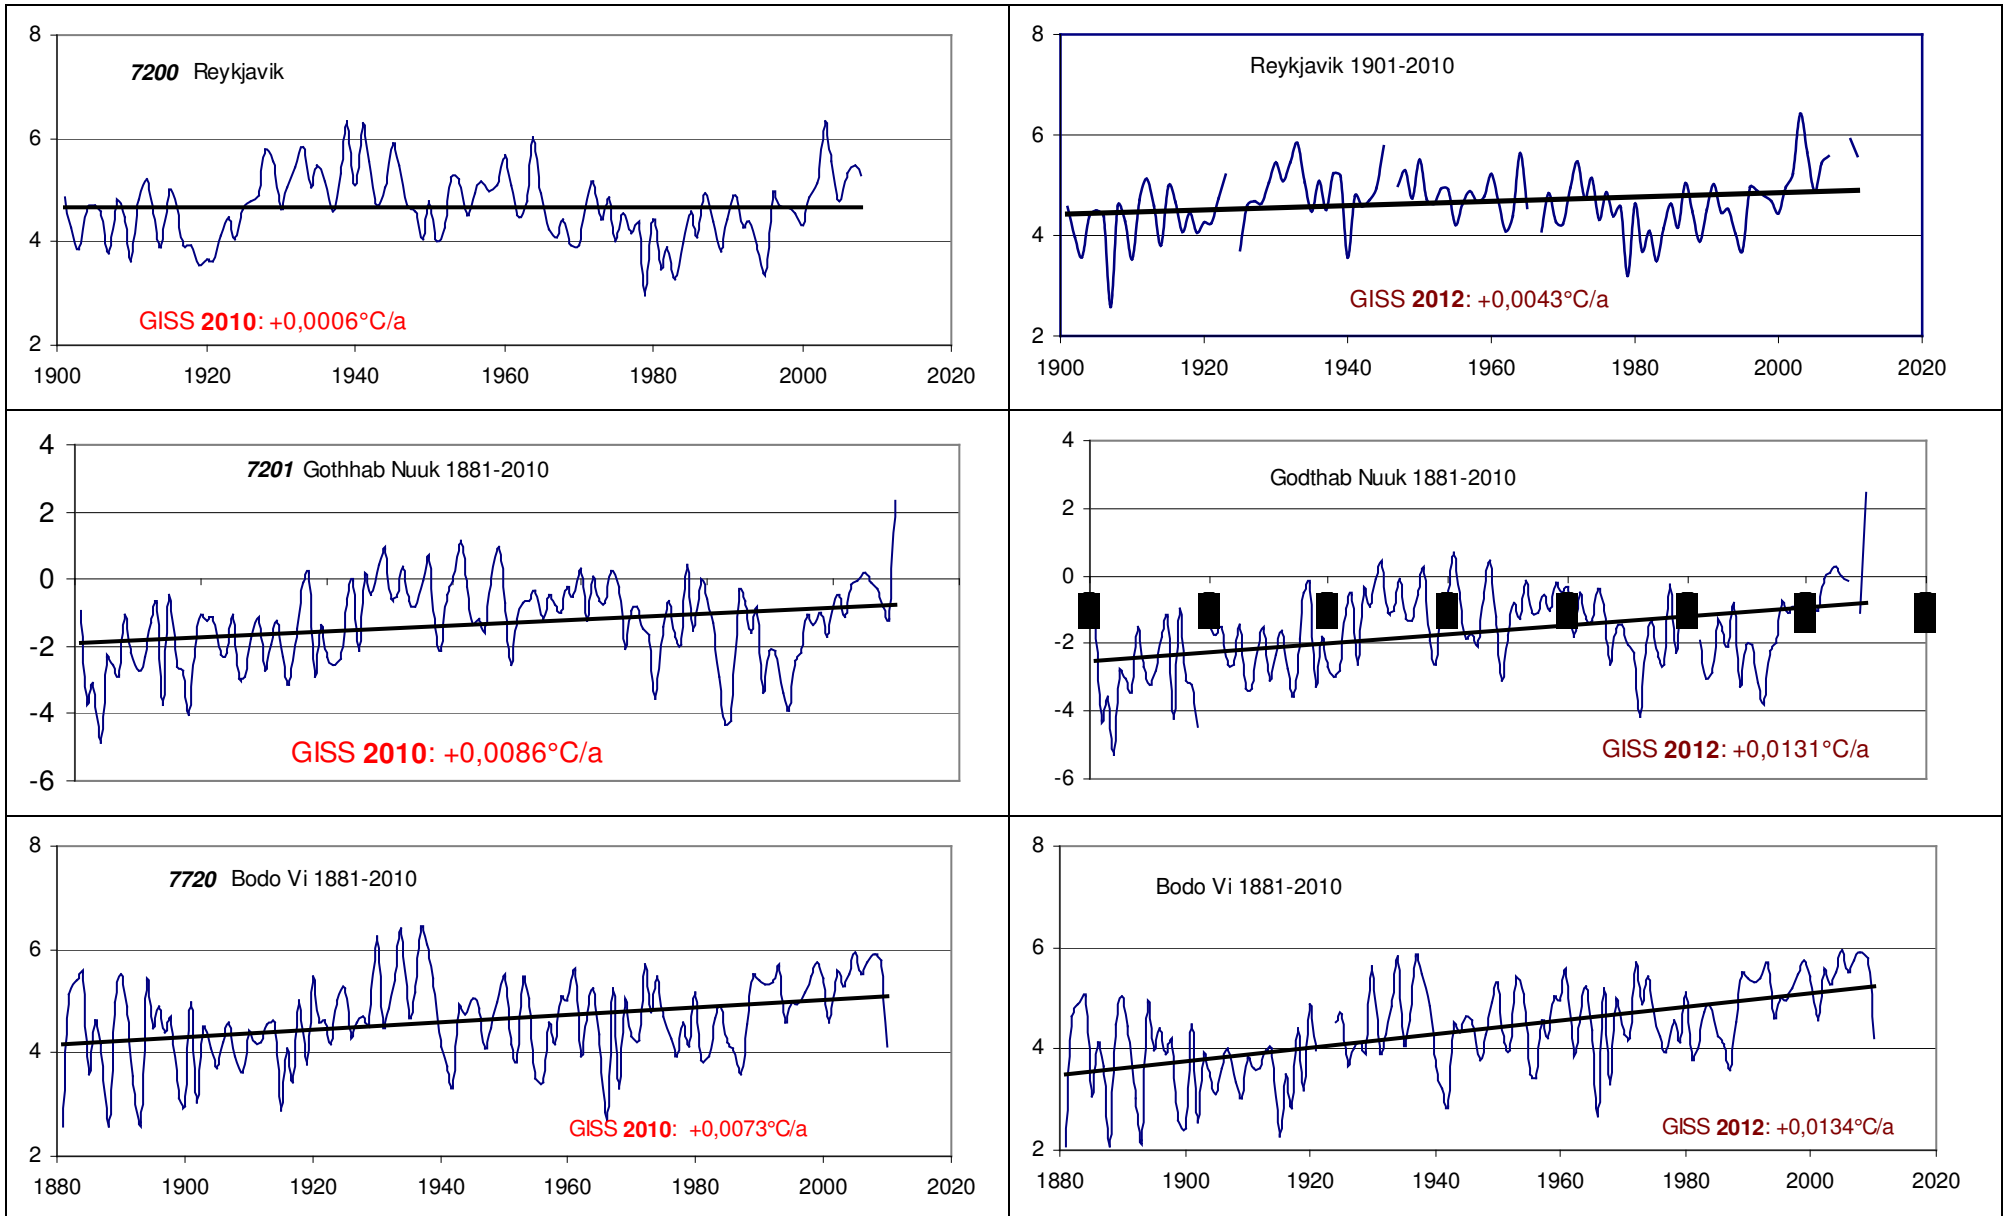 7200 Reykjavik
8
6
4
2
1900 1920 1940 1960 1980 2000 2020
GISS 2010: +0,0006°C/a
Reykjavik 1901-2010
8
6
4
2
1900 1920 1940 1960 1980 2000 2020
GISS 2012: +0,0043°C/a
7201 Gothhab Nuuk 1881-2010
4
2
0
-2
-4
-6
GISS 2010: +0,0086°C/a
Godthab Nuuk 1881-2010
4
2
0
-2
-4
-6
GISS 2012: +0,0131°C/a
7720 Bodo Vi 1881-2010
8
6
4
2
1880 1900 1920 1940 1960 1980 2000 2020
GISS 2010: +0,0073°C/a
Bodo Vi 1881-2010
8
6
4
2
1880 1900 1920 1940 1960 1980 2000 2020
GISS 2012: +0,0134°C/a